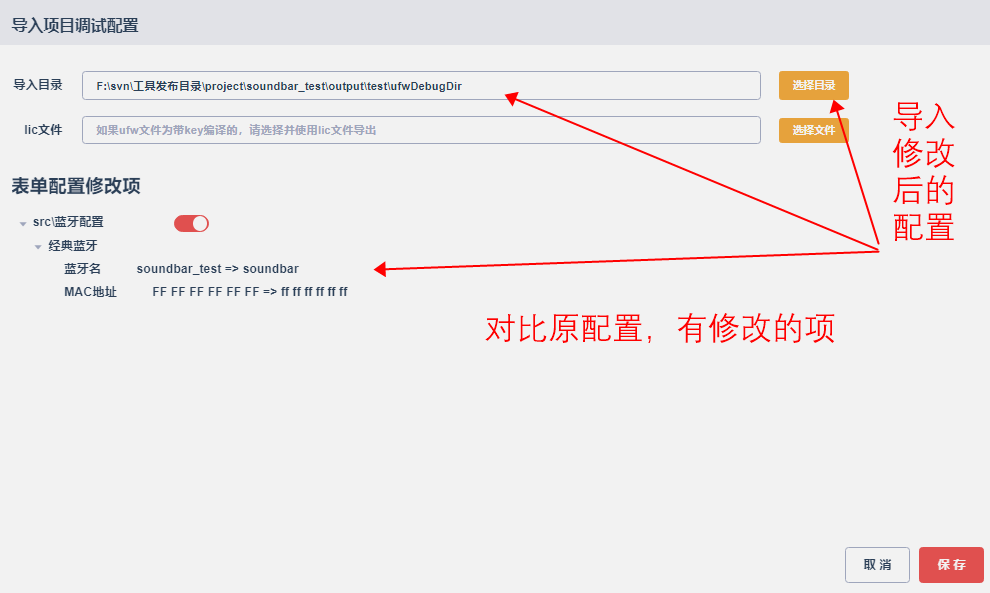 导入项目调试配置
导入目录 F:\svn\工具发布目录\project\soundbar_test\output\test\ufwDebugDir 选择目录
lic文件 如果ufw文件为带key编译的，请选择并使用lic文件导出 选择文件
导入
修改
后的
配置
表单配置修改项
src\蓝牙配置
经典蓝牙
蓝牙名 soundbar_test => soundbar
MAC地址 FF FF FF FF FF FF => ff ff ff ff ff ff
对比原配置，有修改的项
取 消 保 存